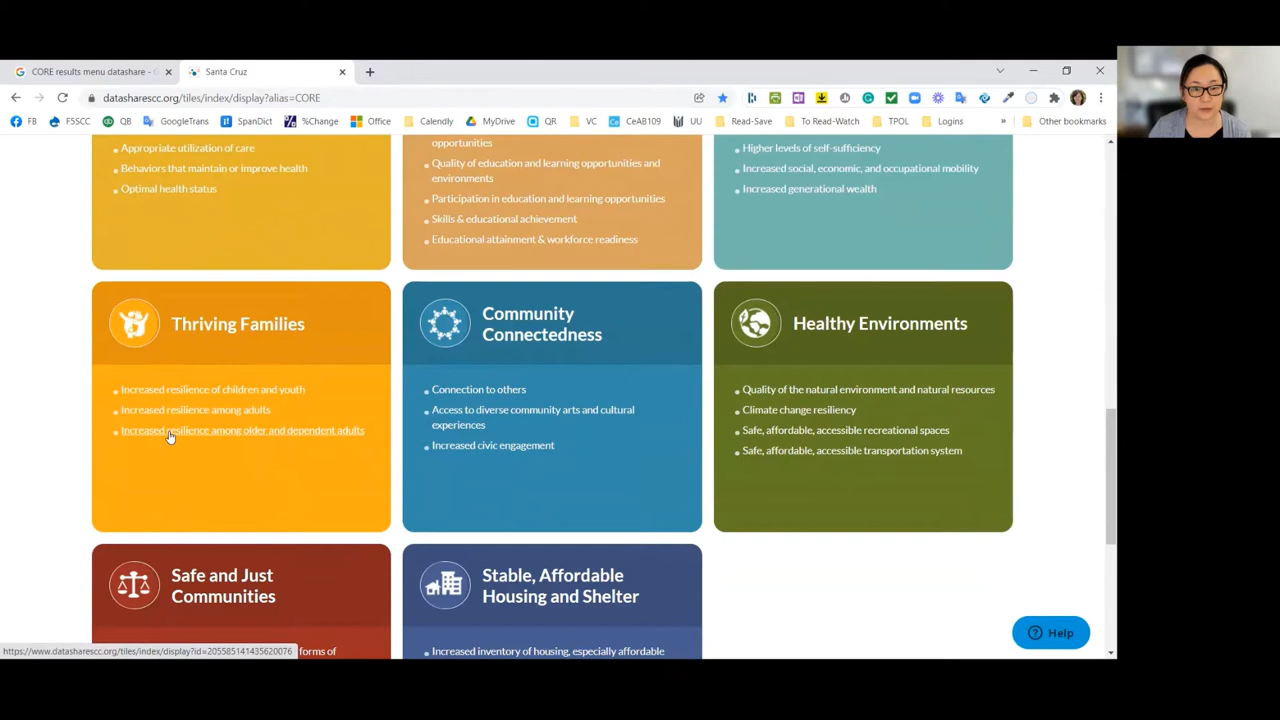 CORE results menu datashare -
Santa Cruz
datasharescc.org/tiles/index/display?alias=CORE
FB
F5SCC
QB
GoogleTrans
SpanDict
%Change
Office
Calendly
MyDrive
QR
VC
CeAB109
UU
Read-Save
To Read-Watch
TPOL
Logins
»
Other bookmarks
Appropriate utilization of care
Behaviors that maintain or improve health
Optimal health status
opportunities
Quality of education and learning opportunities and
environments
Participation in education and learning opportunities
Skills & educational achievement
Educational attainment & workforce readiness
Higher levels of self-sufficiency
Increased social, economic, and occupational mobility
Increased generational wealth
Thriving Families
Increased resilience of children and youth
Increased resilience among adults
Increased resilience among older and dependent adults
Community
Connectedness
Connection to others
Access to diverse community arts and cultural
experiences
Increased civic engagement
Healthy Environments
Quality of the natural environment and natural resources
Climate change resiliency
Safe, affordable, accessible recreational spaces
Safe, affordable, accessible transportation system
Safe and Just
Communities
forms of
Stable, Affordable
Housing and Shelter
Increased inventory of housing, especially affordable
Help
https://www.datasharescc.org/tiles/index/display?id=205585141435620076